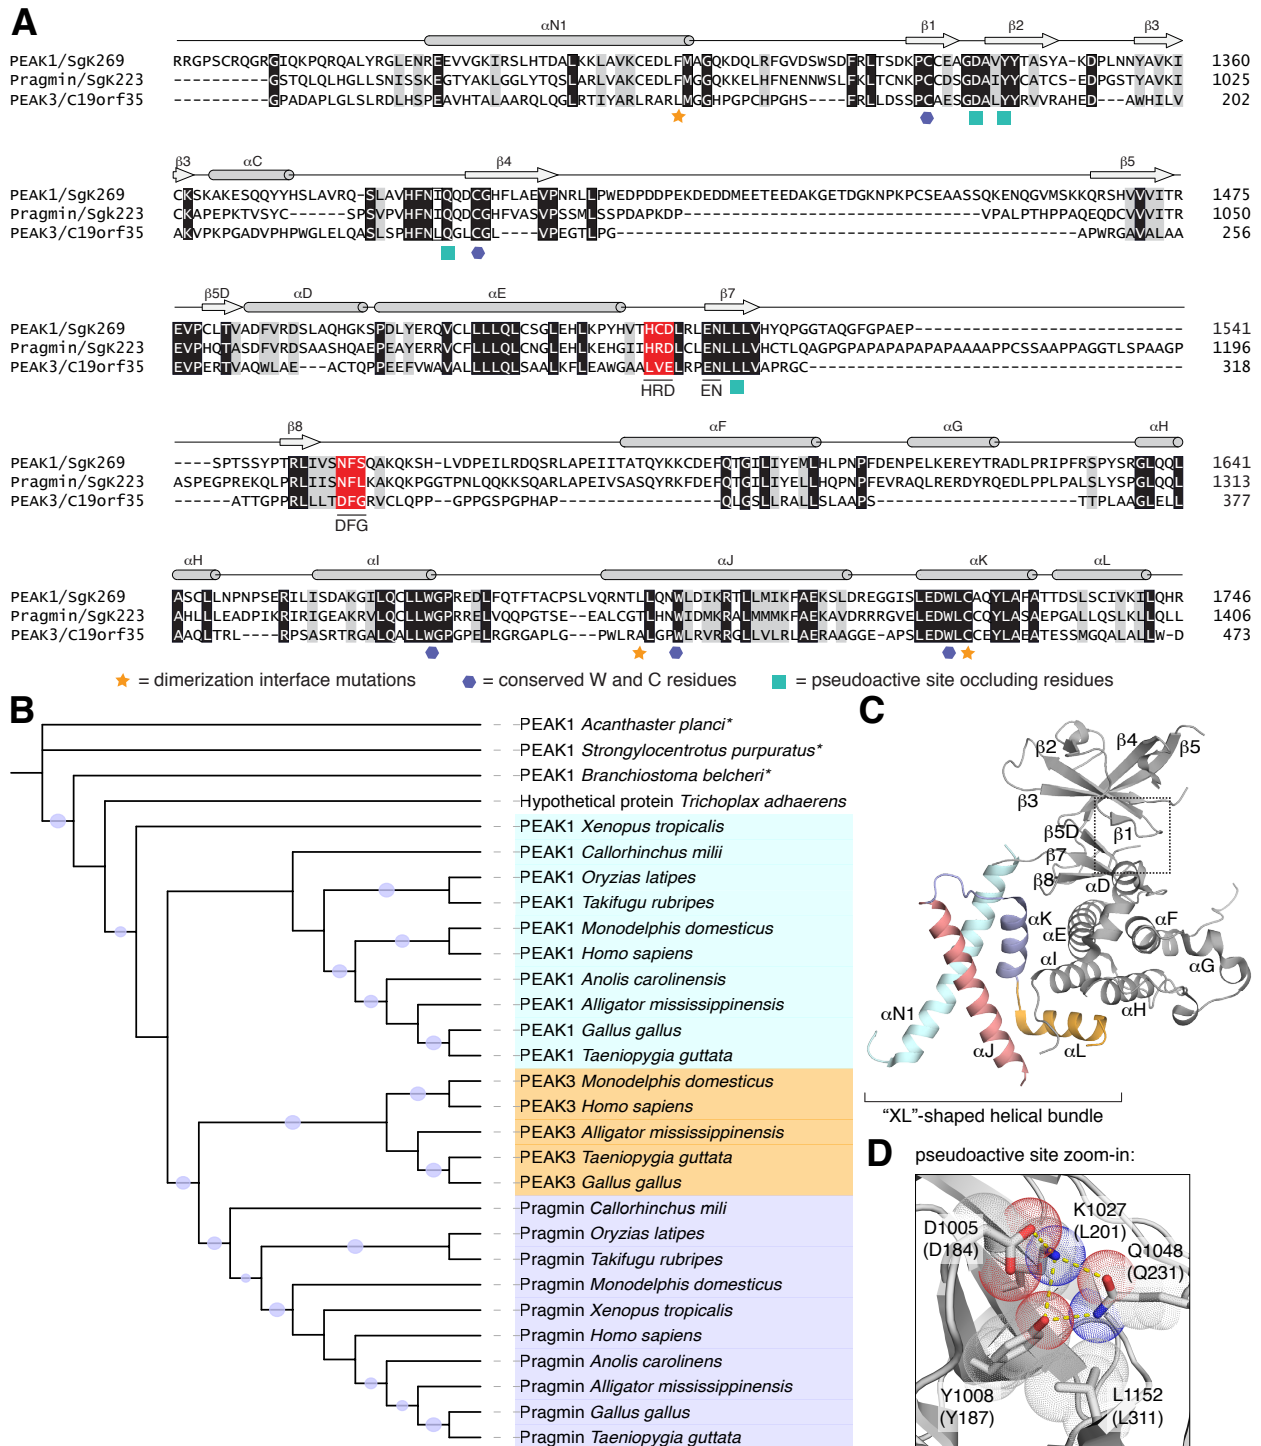 A
αN1 β1 β2 β3
PEAK1/SgK269 RRGPSCRQGRGIQKPQRQALYRGLENREEVVGKIRSLHTDALKKLAVKCEDLFMAGQKDQLRFGVDSWSDFRLTSDKPCCEAGDAVYYTASYA-KDPLNNYAVKI 1360
Pragmin/SgK223 ----------GSTQLQLHGLLSNISSKEGTYAKLGGLYTQSLARLVAKCEDLFMGGQKKELHFNENNWSLFKLTCNKPCCDSGDAIYYCATCS-EDPGSTYAVKI 1025
PEAK3/C19orf35 ----------GPADAPLGLSLRDLHSPEAVHTALAARQLQGLRTIYARLRARLMGGHPGPCHPGHS-----FRLLDSSPCAESGDALYYRVVRAHED---AWHILV 202
β3 αC β4 β5
PEAK1/SgK269 CKSKAKESQQYYHSLAVRQ-SLAVHFNIQQDCGHFLAEVPNRLLPWEDPDDPEKDEDDMEETEEDAKGETDGKNPKPCSEAASSQKENQGVMSKKQRSHVVVITR 1475
Pragmin/Sgk223 CKAPEPKTVSYC------SPSVPVHFNIQQDCGHFVASVPSSMLSSPDAPKDP-------------------------------VPALPTHPPAQEQDCVVVITR 1050
PEAK3/C19orf35 AKVPKPGADVPHPWGLELQASLSPHFNLQGLCGL----VPEGTLPG------------------------------------------------APWRGAVALAA 256
β5D αD αE β7
PEAK1/SgK269 EVPCLTVADFVRDSLAQHGKSPDLYERQVCLLLLQLCSGLEHLKPYHVTHCDLRLENLLLVHYQPGGTAQGFGPAEP---------------------------- 1541
Pragmin/SgK223 EVPHQTASDFVRDSAASHQAEPEAYERRVCFLLLQLCNGLEHLKEHGIIHRDLCLENLLLVHCTLQAGPGPAPAPAPAPAPAAAAPPCSSAAPPAGGTLSPAAGP 1196
PEAK3/C19orf35 EVPERTVAQWLAE---ACTQPPEEFVWAVALLLLQLSAALKFLEAWGAALVELRPENLLLVAPRGC--------------------------------------- 318
HRD EN
β8 αF αG αH
PEAK1/SgK269 ----SPTSSYPTRLIVSNFSQAKQKSH-LVDPEILRDQSRLAPEIITATQYKKCDEFQTGILIYEMLHLPNPFDENPELKEREYTRADLPRIPFRSPYSRGLQQL 1641
Pragmin/SgK223 ASPEGPREKQLPRLIISNFLKAKQKPGGTPNLQQKKSQARLAPEIVSASQYRKFDEFQTGILIYELLHQPNPFEVRAQLRERDYRQEDLPPLPALSLYSPGLQQL 1313
PEAK3/C19orf35 ------ATTGPPRLLLTDFGRVCLQPP-GPPGSPGPHAP-----------------QLGSLLRALLSLAAPS---------------------TTPLAAGLELL 377
DFG
αH αI αJ αK αL
PEAK1/SgK269 ASCLLNPNPSERILISDAKGILQCLLWGPREDLFQTFTACPSLVQRNTLLQNWLDIKRTLLMIKFAEKSLDREGGISLEDWLCAQYLAFATTDSLSCIVKILQHR 1746
Pragmin/SgK223 AHLLLEADPIKRIRIGEAKRVLQCLLWGPRRELVQQPGTSE--EALCGTLHNWIDMKRALMMMKFAEKAVDRRRGVELEDWLCCQYLASAEPGALLQSLKLLQLL 1406
PEAK3/C19orf35 AAQLTRL----RPSASRTRGALQALLWGPGPELRGRGAPLG--PWLRALGPWLRVRRGLLVLRLAERAAGGE-APSLEDWLCCEYLAEATESSMGQALALLW-D 473
= dimerization interface mutations = conserved W and C residues = pseudoactive site occluding residues
B
PEAK1 Acanthaster planci*
PEAK1 Strongylocentrotus purpuratus*
PEAK1 Branchiostoma belcheri*
Hypothetical protein Trichoplax adhaerens
PEAK1 Xenopus tropicalis
PEAK1 Callorhinchus milii
PEAK1 Oryzias latipes
PEAK1 Takifugu rubripes
PEAK1 Monodelphis domesticus
PEAK1 Homo sapiens
PEAK1 Anolis carolinensis
PEAK1 Alligator mississippinensis
PEAK1 Gallus gallus
PEAK1 Taeniopygia guttata
PEAK3 Monodelphis domesticus
PEAK3 Homo sapiens
PEAK3 Alligator mississippinensis
PEAK3 Taeniopygia guttata
PEAK3 Gallus gallus
Pragmin Callorhinchus mili
Pragmin Oryzias latipes
Pragmin Takifugu rubripes
Pragmin Monodelphis domesticus
Pragmin Xenopus tropicalis
Pragmin Homo sapiens
Pragmin Anolis carolinens
Pragmin Alligator mississippinensis
Pragmin Gallus gallus
Pragmin Taeniopygia guttata
C
β2 β4 β5
β3
β5D β1
β7
β8 αD
αK αF
αE
αI αG
αN1 αH
αJ αL
“XL”-shaped helical bundle
D
pseudoactive site zoom-in:
D1005
(D184)
K1027
(L201)
Q1048
(Q231)
Y1008
(Y187)
L1152
(L311)